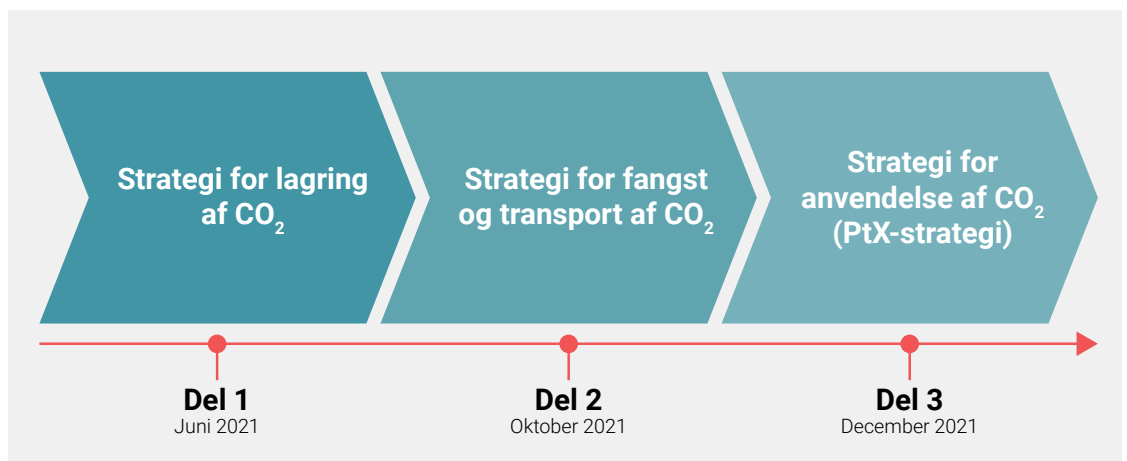 Strategi for lagring
af CO₂
Strategi for fangst
og transport af CO₂
Strategi for
anvendelse af CO₂
(PtX-strategi)
Del 1
Juni 2021
Del 2
Oktober 2021
Del 3
December 2021